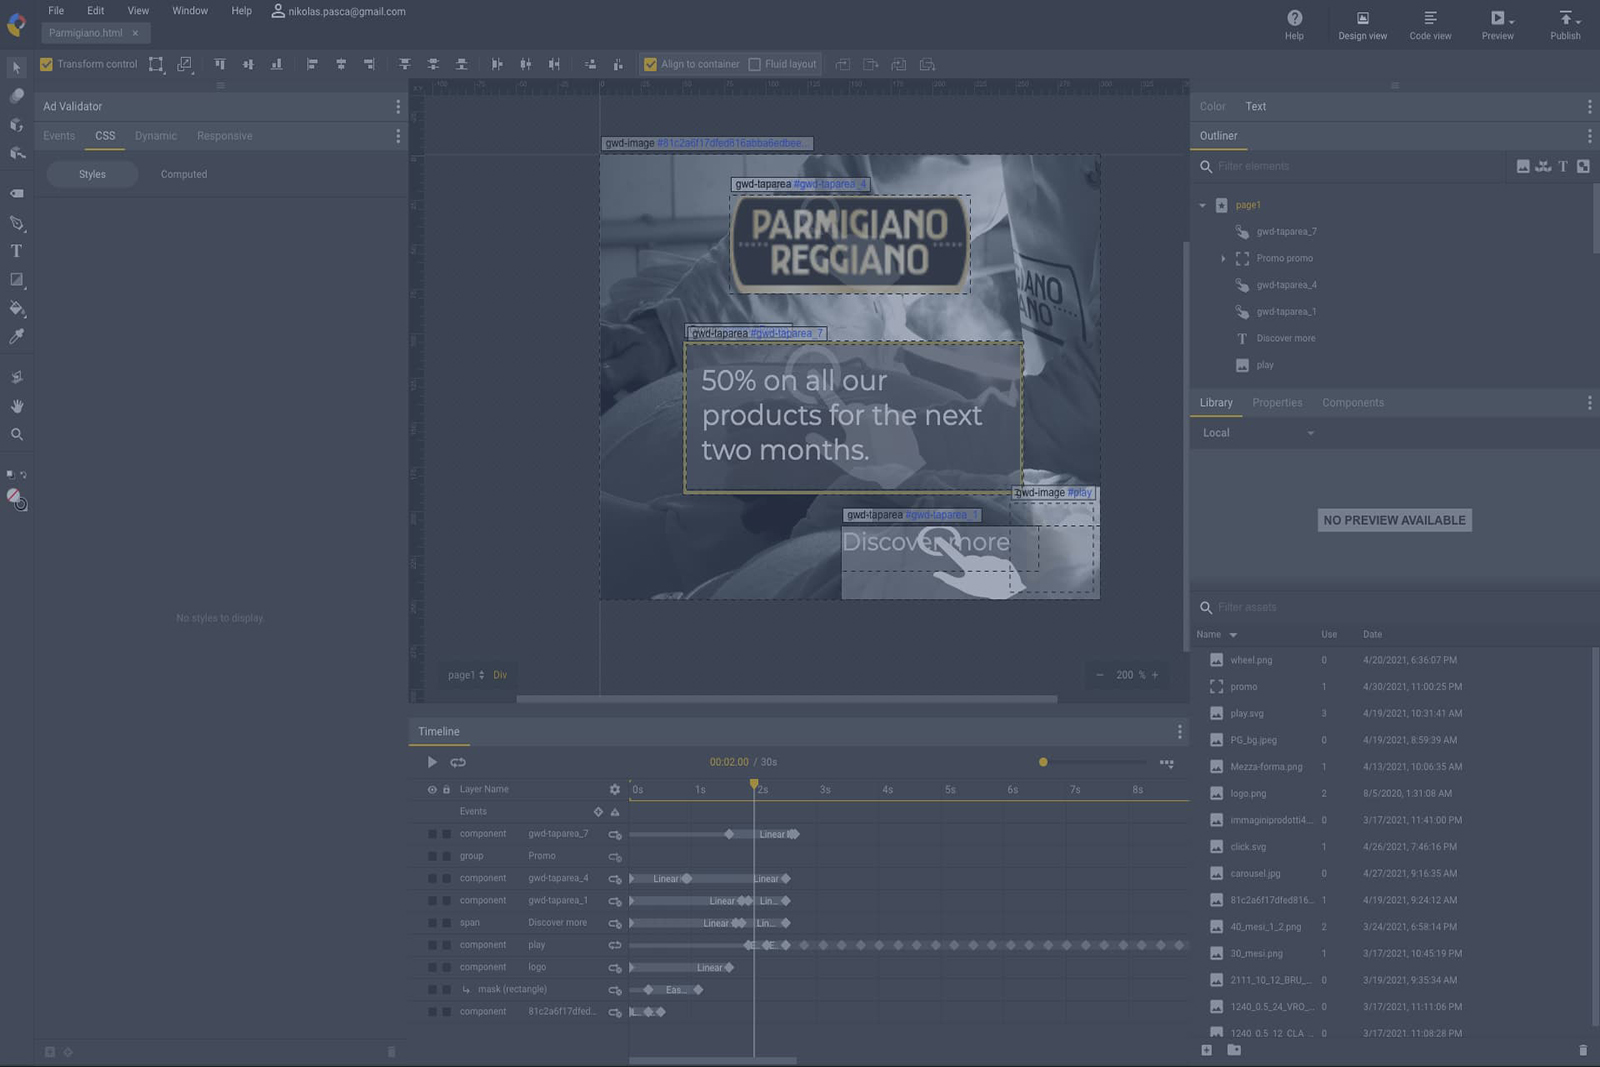 File Edit View Window Help nikolas.pasca@gmail.com
Parmigiano.html ×
Help
Design view
Code view
Preview
Publish
Transform control
Align to container
Fluid layout
Ad Validator
Events CSS Dynamic Responsive
Styles Computed
No styles to display.
gwd-image #81c2a6f17dfed816abba6edbee...
gwd-taparea #gwd-taparea_4
PARMIGIANO
REGGIANO
gwd-taparea #gwd-taparea_7
50% on all our
products for the next
two months.
gwd-image #play
gwd-taparea #gwd-taparea_1
Discover more
page1 Div
200 %
Color Text
Outliner
Filter elements
page1
gwd-taparea_7
Promo promo
gwd-taparea_4
gwd-taparea_1
Discover more
play
Library Properties Components
Local
NO PREVIEW AVAILABLE
Filter assets
Name Use Date
wheel.png 0 4/20/2021, 6:36:07 PM
promo 1 4/30/2021, 11:00:25 PM
play.svg 3 4/19/2021, 10:31:41 AM
PG_bg.jpeg 0 4/19/2021, 8:59:39 AM
Mezza-forma.png 1 4/13/2021, 10:06:35 AM
logo.png 2 8/5/2020, 1:31:08 AM
immaginiprodotti4... 0 3/17/2021, 11:41:00 PM
click.svg 1 4/26/2021, 7:46:16 PM
carousel.jpg 0 4/27/2021, 9:16:35 AM
81c2a6f17dfed816... 1 4/19/2021, 9:24:12 AM
40_mesi_1_2.png 2 3/24/2021, 6:58:14 PM
30_mesi.png 1 3/17/2021, 10:45:19 PM
2111_10_12_BRU_... 0 3/19/2021, 9:35:34 AM
1240_0.5_24_VRO_... 0 3/17/2021, 11:11:06 PM
1240_0.5_12_CLA_... 0 3/17/2021, 11:08:28 PM
Timeline
00:02.00 / 30s
Layer Name 0s 1s 2s 3s 4s 5s 6s 7s 8s
Events
component gwd-taparea_7 Linear
group Promo
component gwd-taparea_4 Linear Linear
component gwd-taparea_1 Linear Lin...
span Discover more Linear Lin...
component play
component logo Linear
mask (rectangle) Eas...
component 81c2a6f17dfed...